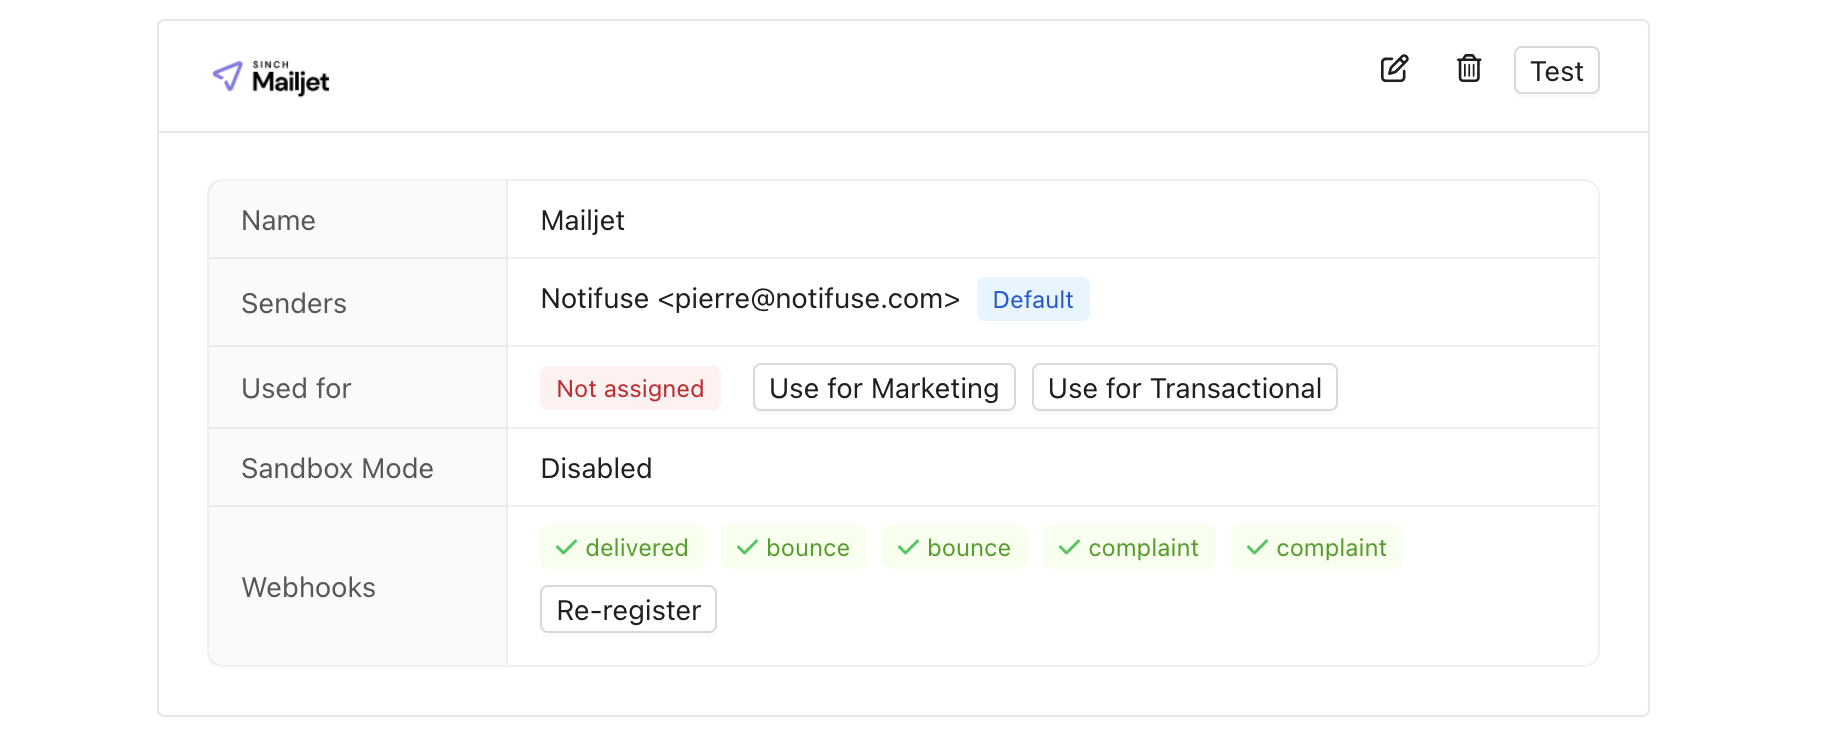 SINCH
Mailjet
Test
Name Mailjet
Senders Notifuse <pierre@notifuse.com> Default
Used for Not assigned Use for Marketing Use for Transactional
Sandbox Mode Disabled
Webhooks delivered bounce bounce complaint complaint
Re-register